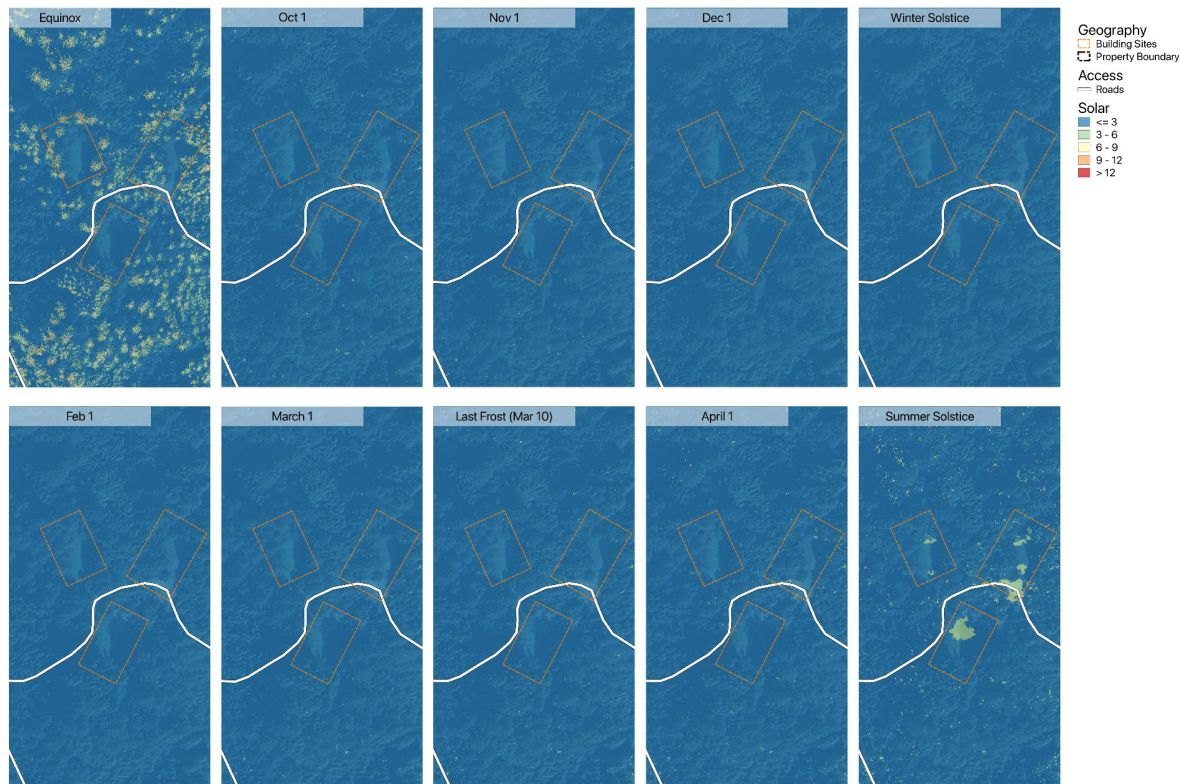 Equinox
Oct 1
Nov 1
Dec 1
Winter Solstice
Feb 1
March 1
Last Frost (Mar 10)
April 1
Summer Solstice
Geography
Building Sites
Property Boundary
Access
Roads
Solar
<= 3
3 - 6
6 - 9
9 - 12
> 12